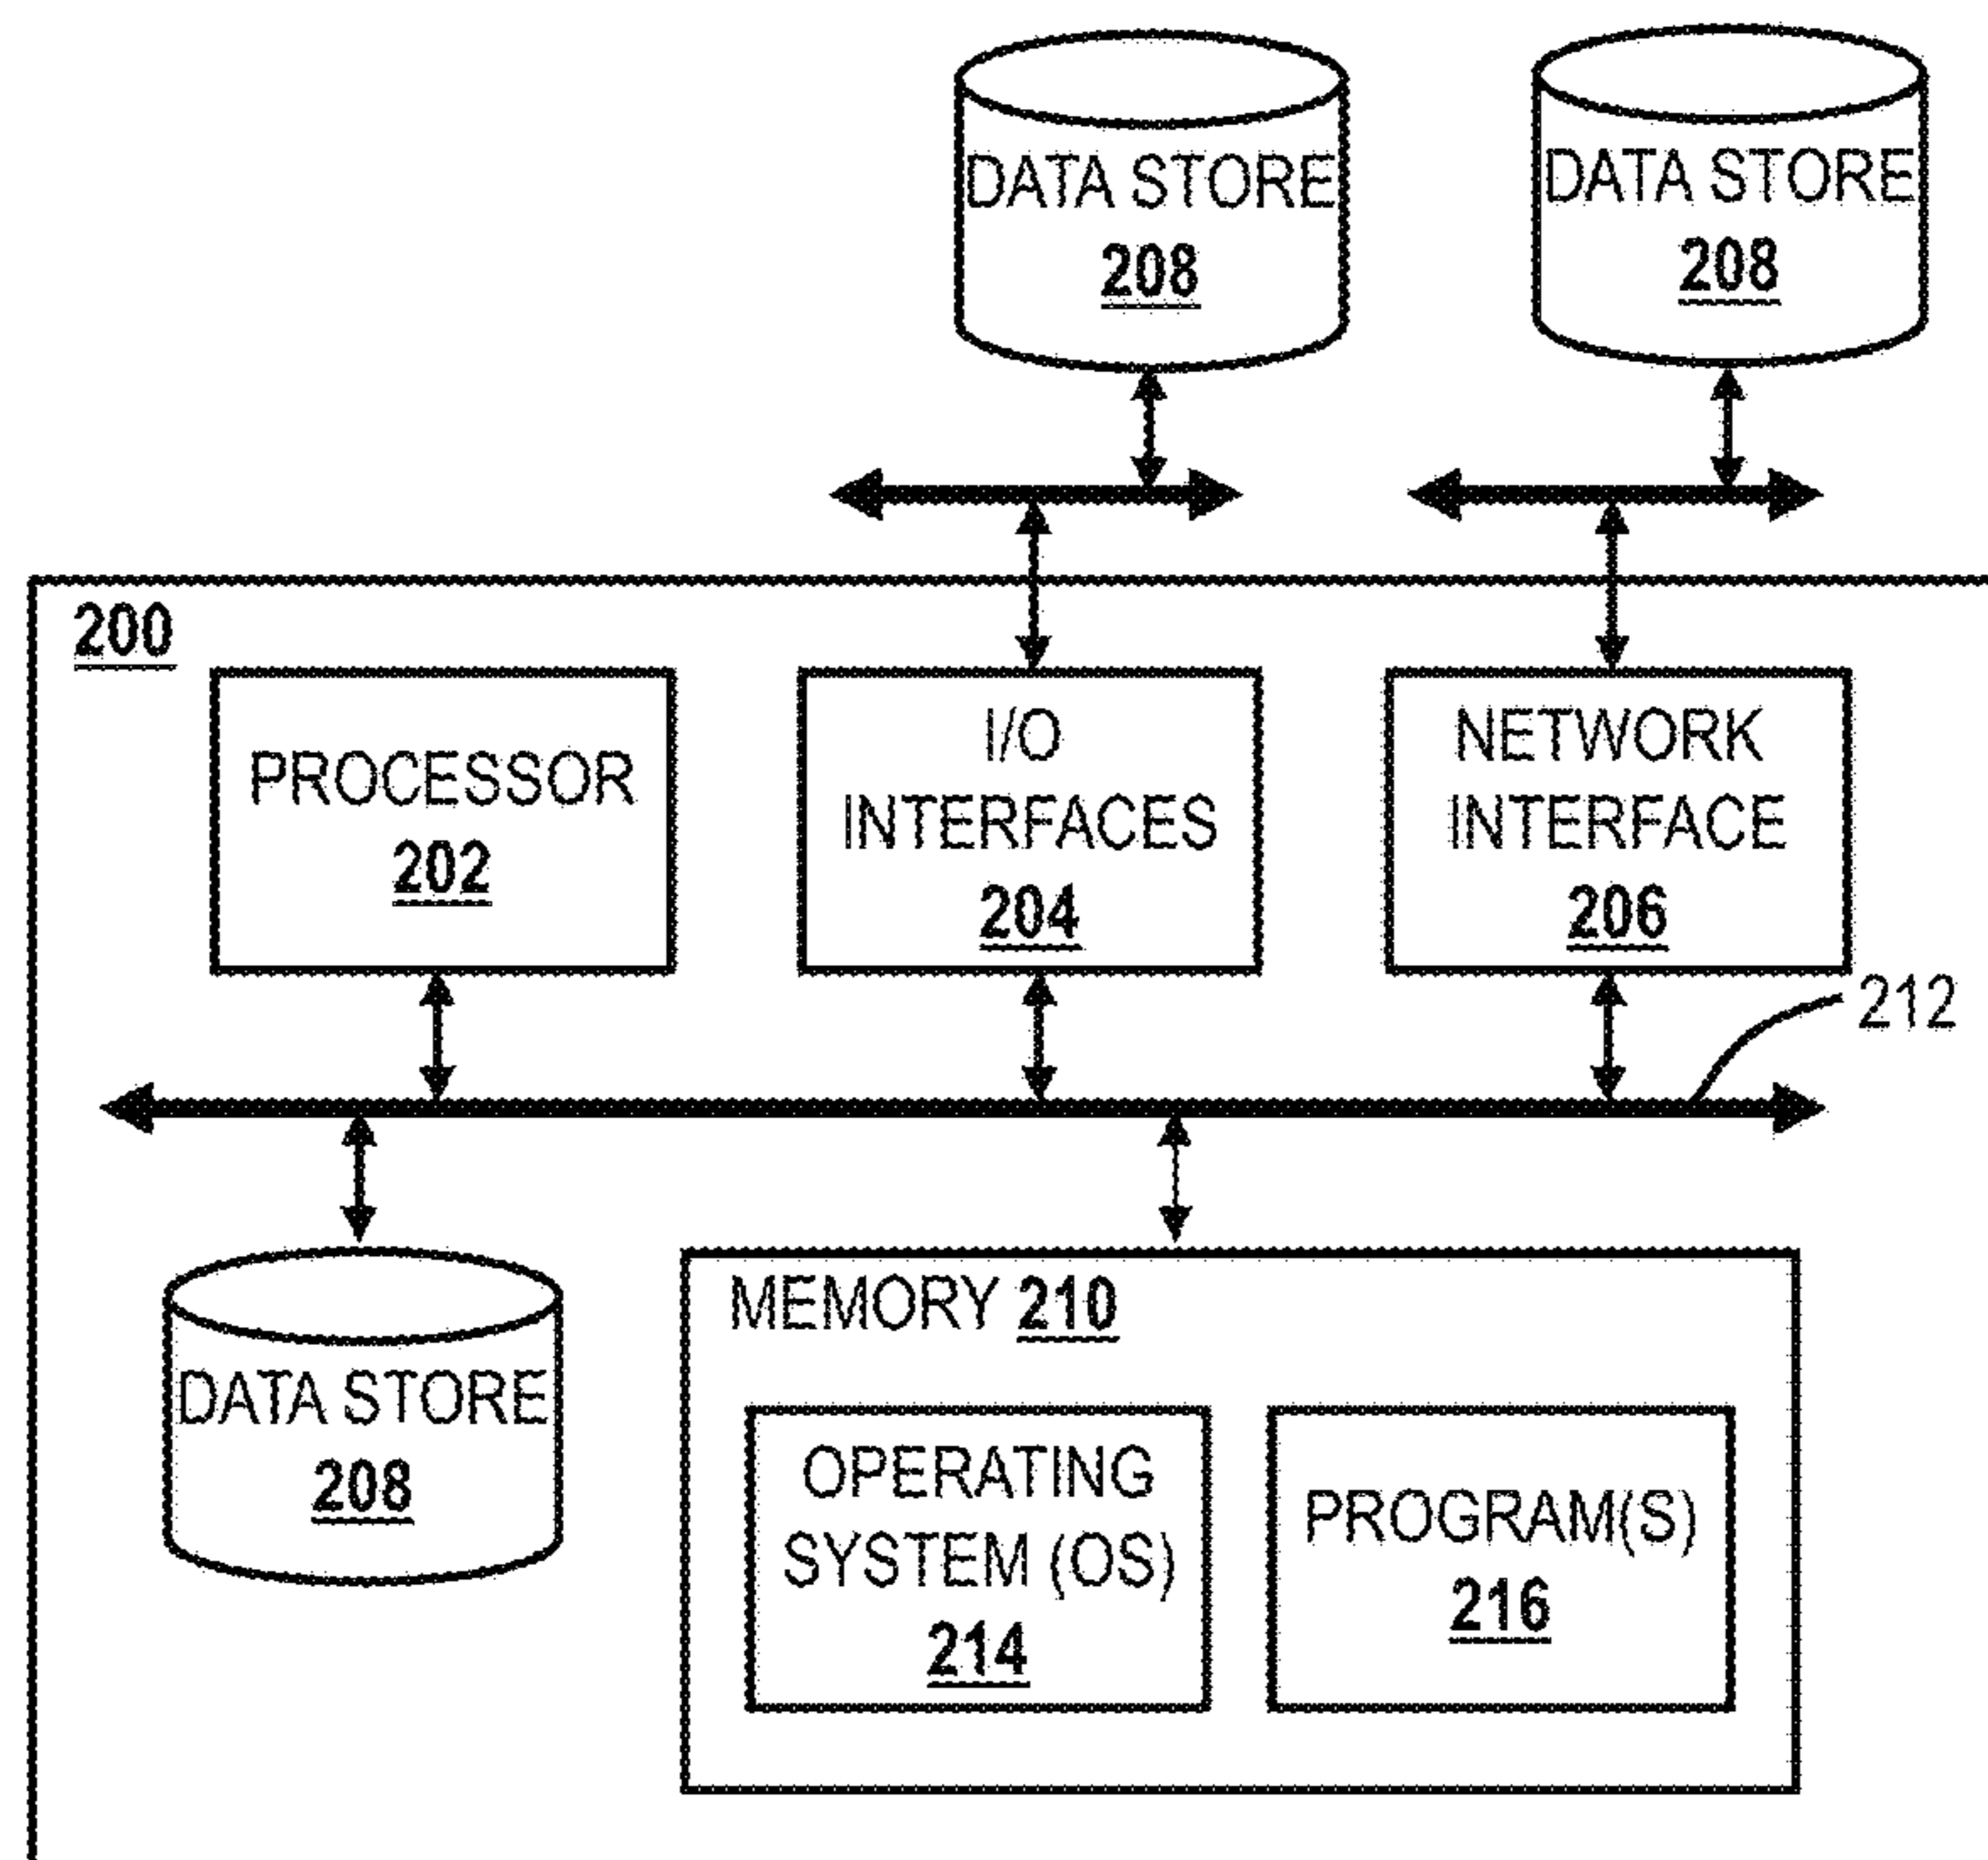 DATA STORE
208
DATA STORE
208
200
PROCESSOR
202
I/O
INTERFACES
204
NETWORK
INTERFACE
206
212
DATA STORE
208
MEMORY 210
OPERATING
SYSTEM (OS)
214
PROGRAM(S)
216